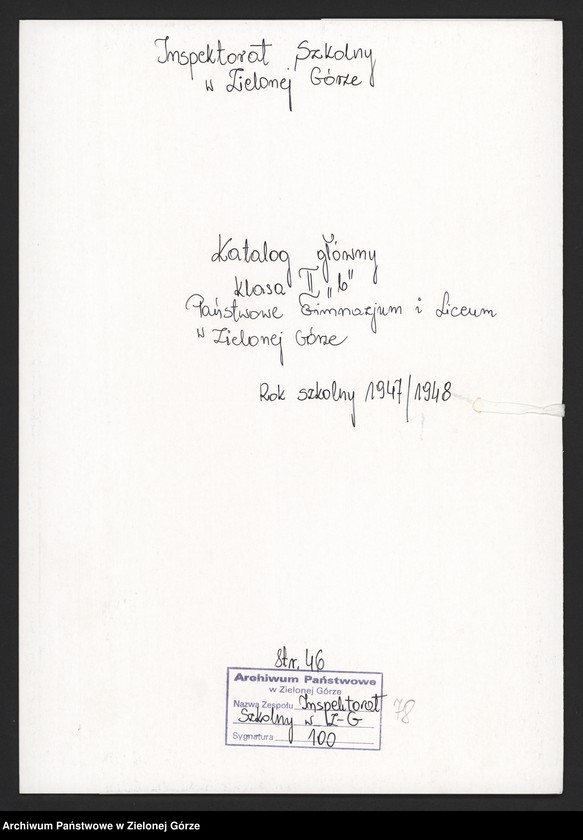 Inspektorat Szkolny
w Zielonej Górze
Katalog główny
klasa II "b"
Państwowe Gimnazjum i Liceum
w Zielonej Górze
Rok szkolny 1947/1948
Str. 46
Archiwum Państwowe
w Zielonej Górze
Nazwa Zespołu Inspektorat
Szkolny w Z-G
Sygnatura 100
78
Archiwum Państwowe w Zielonej Górze